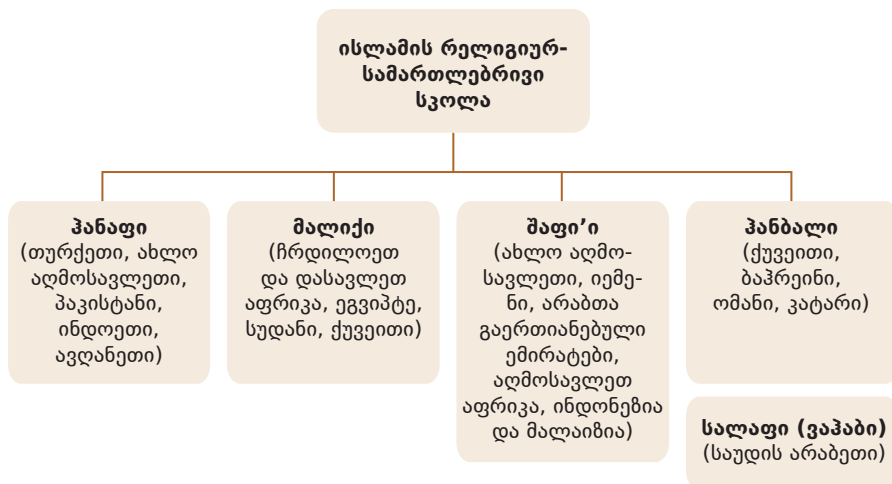 ისლამის რელიგიურ-
სამართლებრივი
სკოლა
ჰანაფი
(თურქეთი, ახლო
აღმოსავლეთი,
პაკისტანი,
ინდოეთი,
ავღანეთი)
მალიქი
(ჩრდილოეთ
და დასავლეთ
აფრიკა, ეგვიპტე,
სუდანი, ქუვეითი)
შაფი’ი
(ახლო აღმო-
სავლეთი, იემე-
ნი, არაბთა
გაერთიანებული
ემირატები,
აღმოსავლეთ
აფრიკა, ინდონეზია
და მალაიზია)
ჰანბალი
(ქუვეითი,
ბაჰრეინი,
ომანი, კატარი)
სალაფი (ვაჰაბი)
(საუდის არაბეთი)